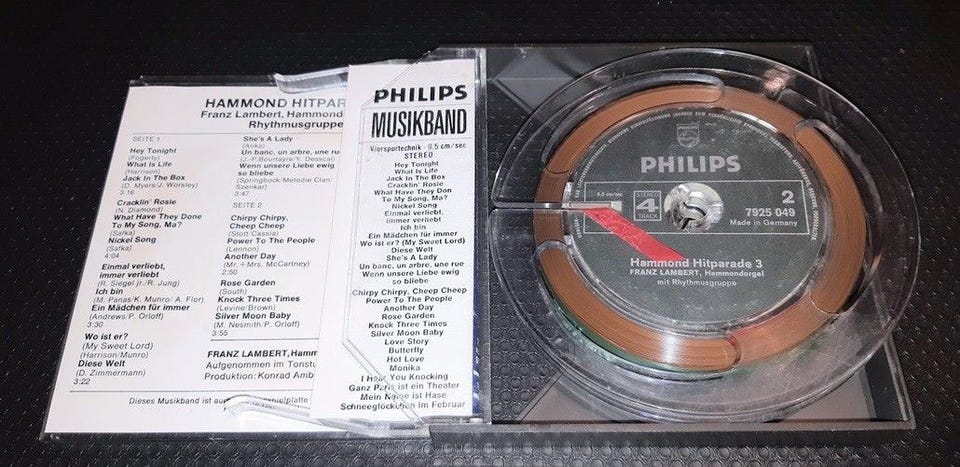 HAMMOND HITPAR
Franz Lambert, Hammond
Rhythmusgruppe
SEITE 1
Hey Tonight
(Fogerty)
What Is Life
(Harrison)
Jack In The Box
(D. Myers/J. Worsley)
3:16
Cracklin' Rosie
(N. Diamond)
What Have They Done
To My Song, Ma?
(Safka)
Nickel Song
(Safka)
4:04
Einmal verliebt,
immer verliebt
(R. Siegel jr./R. Jung)
Ich bin
(M. Panas/K. Munro/ A. Flor)
Ein Mädchen für immer
(Andrews/P. Orloff)
3:30
Wo ist er?
(My Sweet Lord)
(Harrison/Munro)
Diese Welt
(D. Zimmermann)
3:22
She's A Lady
(Anka)
Un banc, un arbre, une rue
(J.-P. Bourtayre/Y. Dessca)
Wenn unsere Liebe ewig
so bliebe
(Springbock/Melodie Clan/
Szenkar)
3:47
SEITE 2
Chirpy Chirpy,
Cheep Cheep
(Stott/Cassia)
Power To The People
(Lennon)
Another Day
(Mr. + Mrs. McCartney)
2:50
Rose Garden
(South)
Knock Three Times
(Levine/Brown)
Silver Moon Baby
(M. Nesmith/P. Orloff)
3:55
FRANZ LAMBERT, Hamm
Aufgenommen im Tonstu
Produktion: Konrad Amb
Dieses Musikband ist au
spielplatte
PHILIPS
MUSIKBAND
Vierspurtechnik · 9,5 cm/sec
STEREO
Hey Tonight
What Is Life
Jack In The Box
Cracklin' Rosie
What Have They Don
To My Song, Ma?
Nickel Song
Einmal verliebt,
immer verliebt
Ich bin
Ein Mädchen für immer
Wo ist er? (My Sweet Lord)
Diese Welt
She's A Lady
Un banc, un arbre, une rue
Wenn unsere Liebe ewig
so bliebe
Chirpy Chirpy, Cheep Cheep
Power To The People
Another Day
Rose Garden
Knock Three Times
Silver Moon Baby
Love Story
Butterfly
Hot Love
Monika
I Hear You Knocking
Ganz Paris ist ein Theater
Mein Name ist Hase
Schneeglöckchen im Februar
PHILIPS
PHILIPS
9,5 cm/sec
STEREO
4
TRACK
2
7925 049
Made in Germany
Hammond Hitparade 3
FRANZ LAMBERT, Hammondorgel
mit Rhythmusgruppe